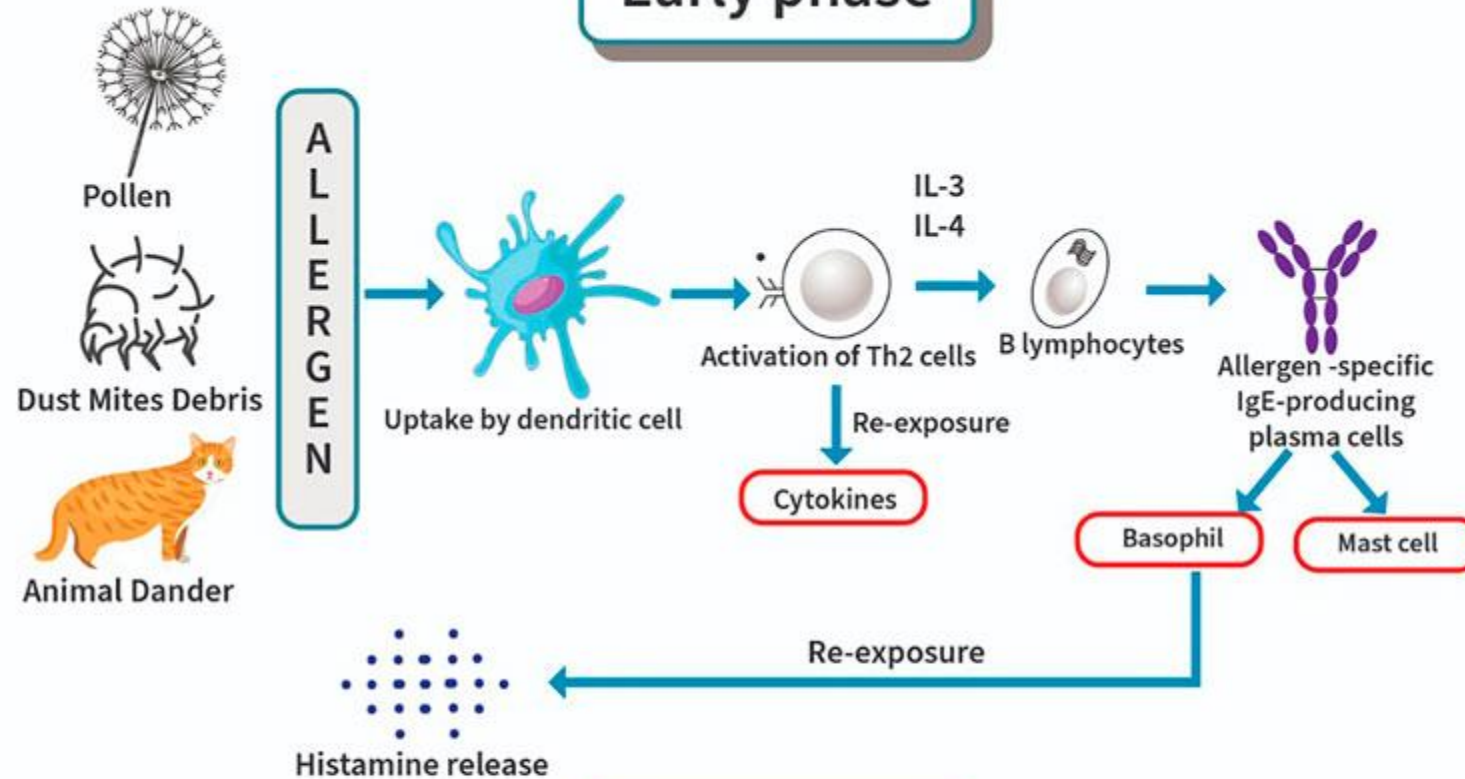 Early phase
Pollen
ALLERGEN
IL-3
IL-4
Dust Mites Debris
Uptake by dendritic cell
Activation of Th2 cells
B lymphocytes
Allergen -specific
IgE-producing
plasma cells
Re-exposure
Cytokines
Basophil
Mast cell
Animal Dander
Re-exposure
Histamine release